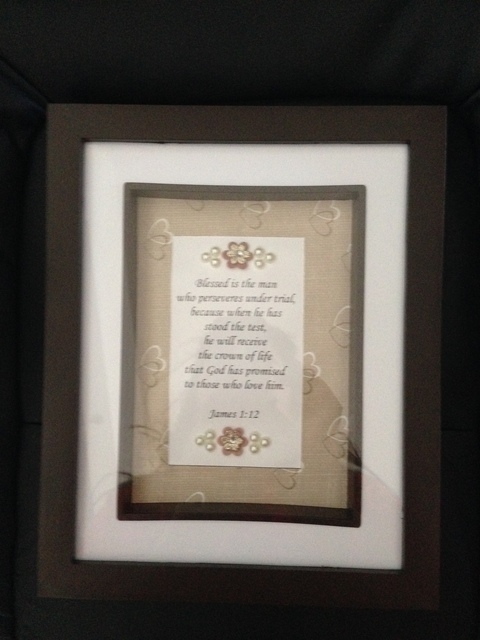 Blessed is the man
who perseveres under trial,
because when he has
stood the test,
he will receive
the crown of life
that God has promised
to those who love him.
James 1:12